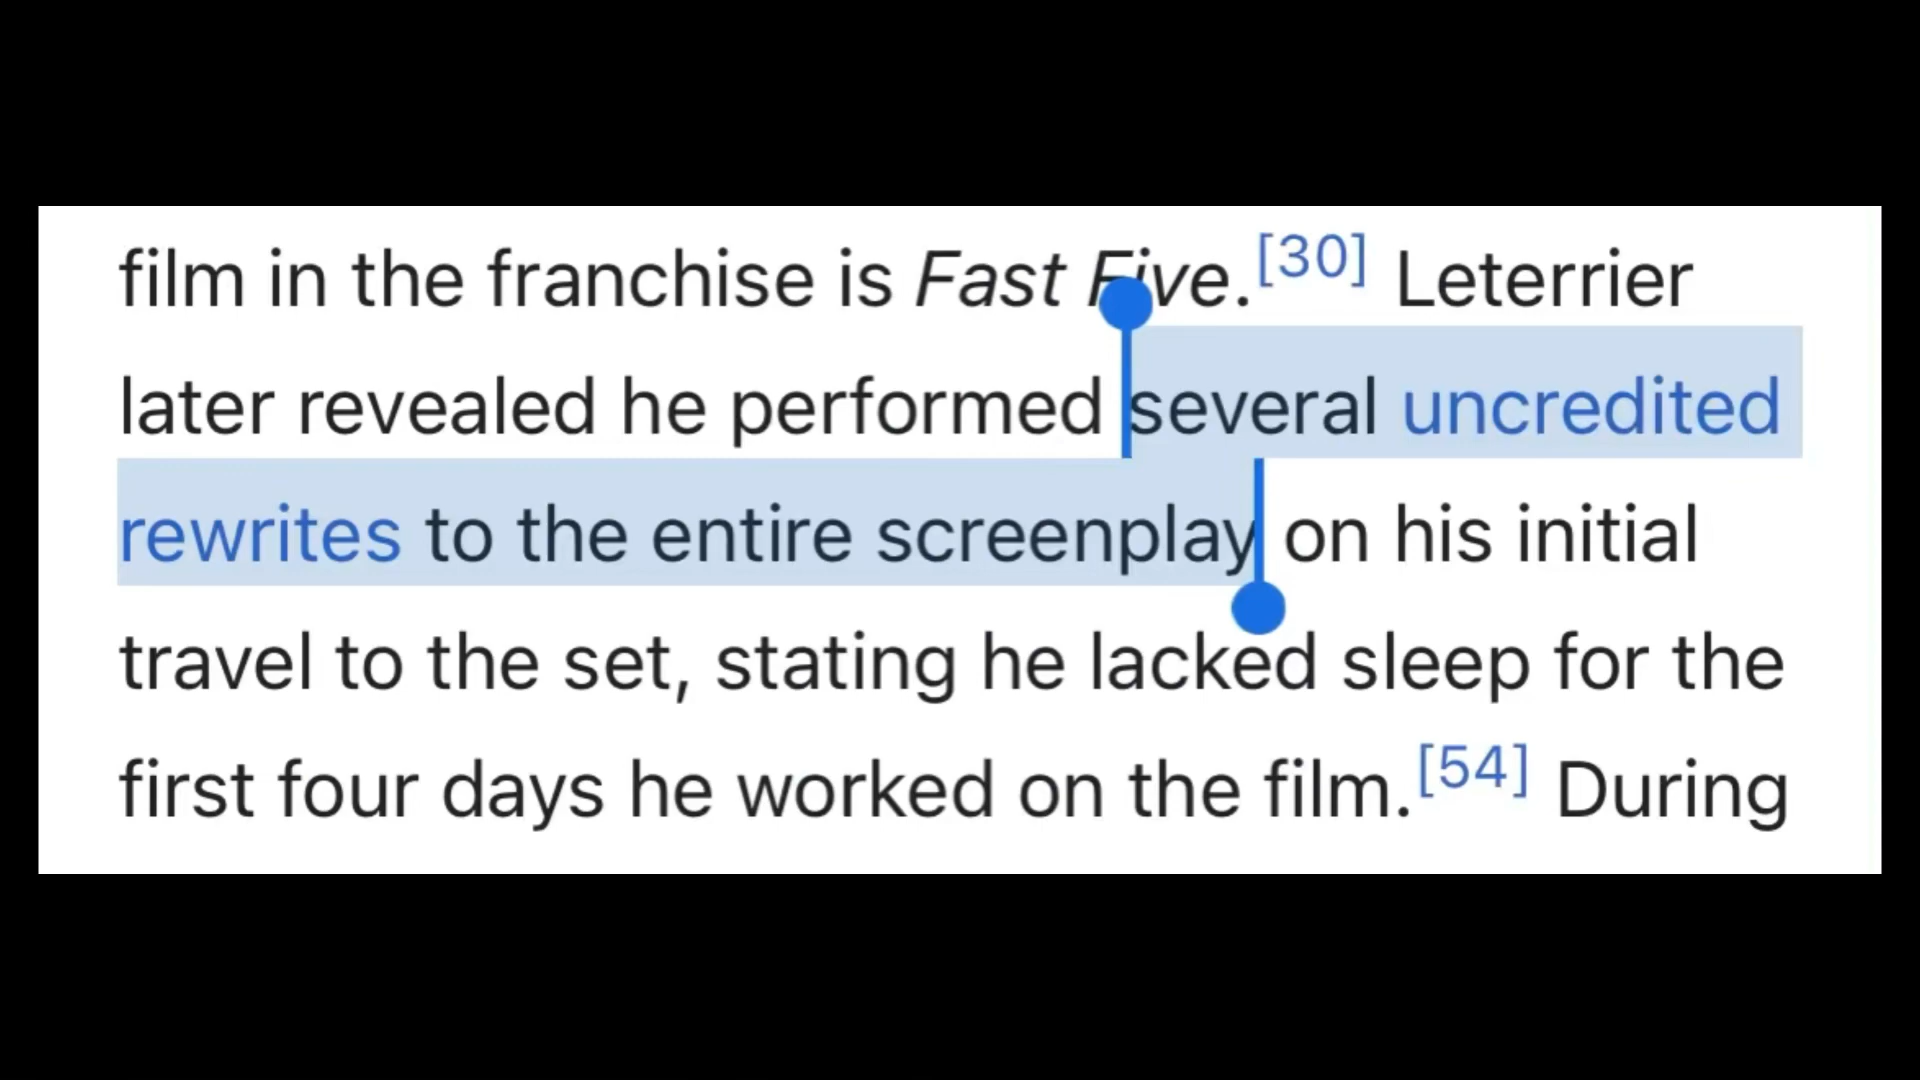 film in the franchise is Fast Five.[30] Leterrier
later revealed he performed several uncredited
rewrites to the entire screenplay on his initial
travel to the set, stating he lacked sleep for the
first four days he worked on the film.[54] During